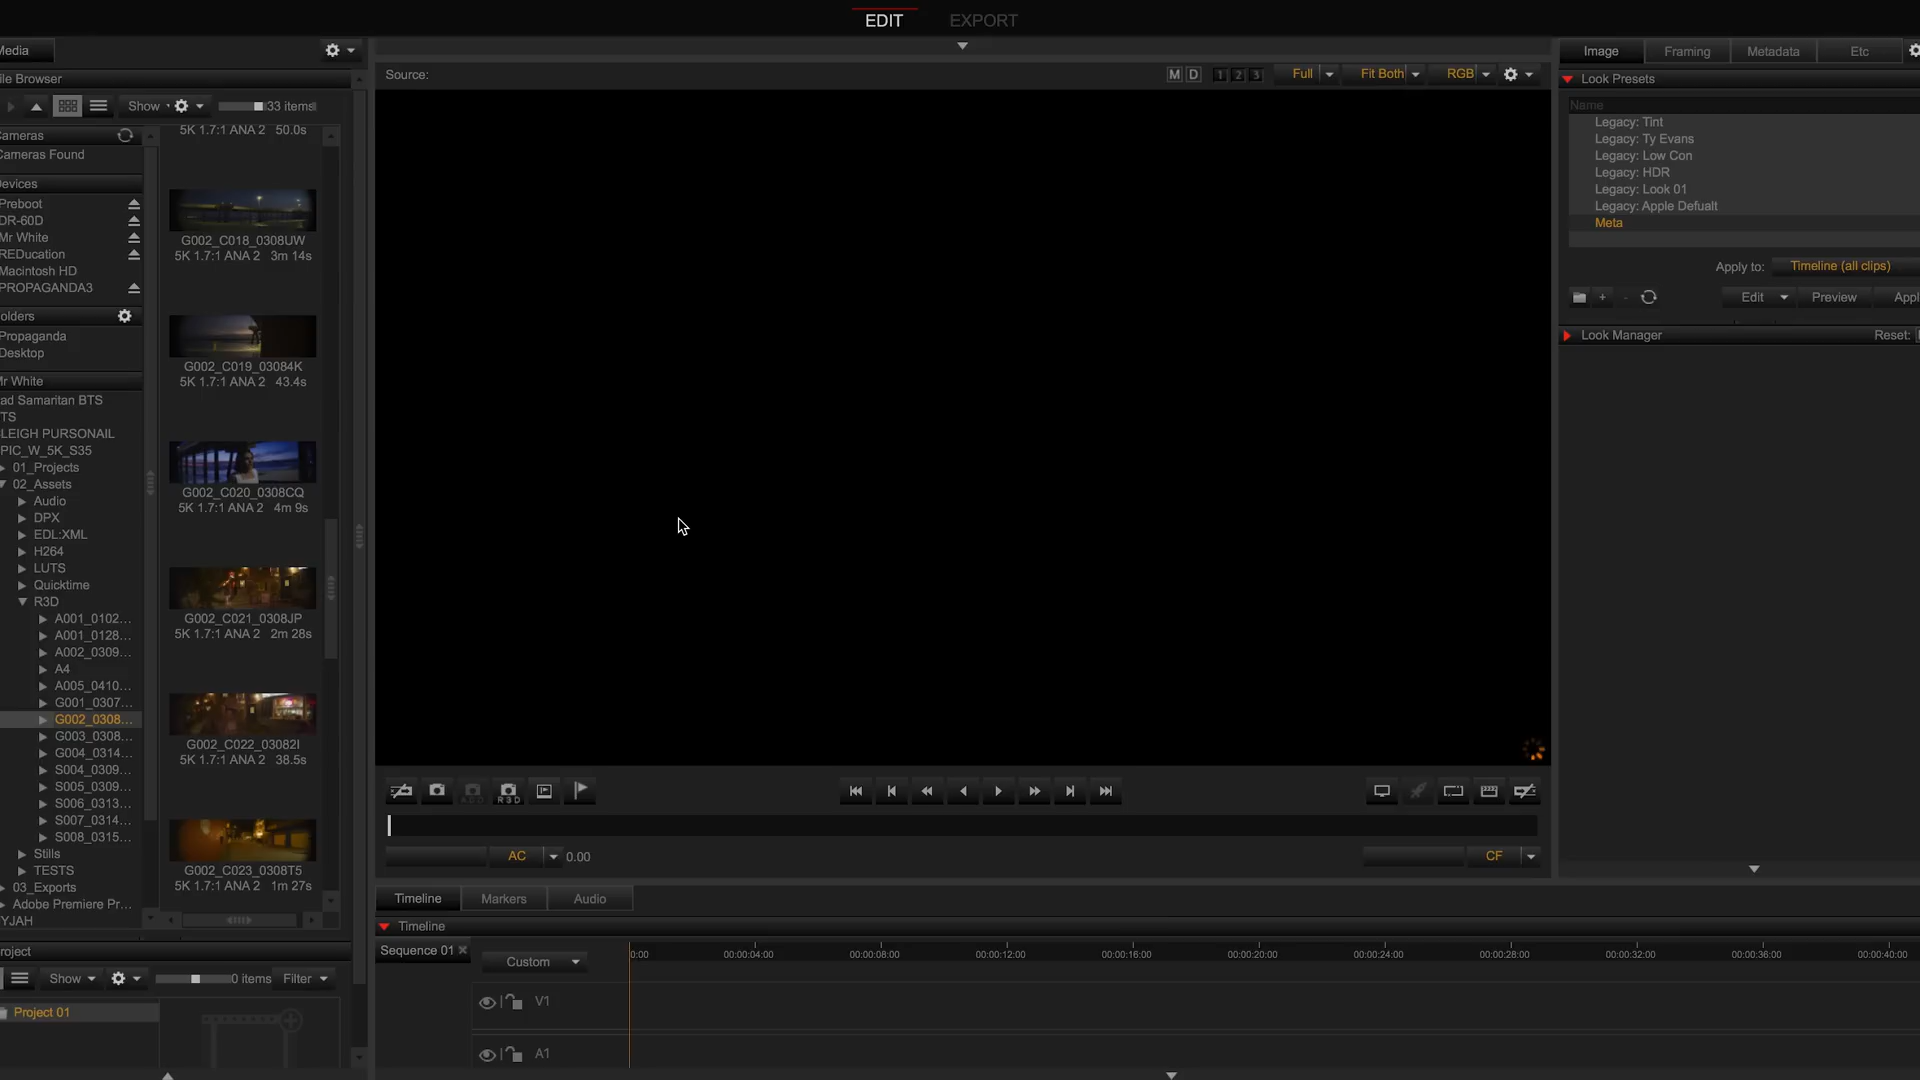 EDIT EXPORT
Media
ile Browser
Show 33 items
Cameras
Cameras Found
Devices
Preboot
DR-60D
Mr White
REDucation
Macintosh HD
PROPAGANDA3
olders
Propaganda
Desktop
Mr White
ad Samaritan BTS
TS
LEIGH PURSONAIL
PIC_W_5K_S35
01_Projects
02_Assets
Audio
DPX
EDL:XML
H264
LUTS
Quicktime
R3D
A001_0102...
A001_0128...
A002_0309...
A4
A005_0410...
G001_0307...
G002_0308...
G003_0308...
G004_0314...
S004_0309...
S005_0309...
S006_0313...
S007_0314...
S008_0315...
Stills
TESTS
03_Exports
Adobe Premiere Pr...
YJAH
5K 1.7:1 ANA 2 50.0s
G002_C018_0308UW
5K 1.7:1 ANA 2 3m 14s
G002_C019_03084K
5K 1.7:1 ANA 2 43.4s
G002_C020_0308CQ
5K 1.7:1 ANA 2 4m 9s
G002_C021_0308JP
5K 1.7:1 ANA 2 2m 28s
G002_C022_03082I
5K 1.7:1 ANA 2 38.5s
G002_C023_0308T5
5K 1.7:1 ANA 2 1m 27s
roject
Show 0 items Filter
Project 01
Source: M D 1 2 3 Full Fit Both RGB
R3D
AC 0.00 CF
Timeline Markers Audio
Timeline
Sequence 01
Custom 0:00 00:00:04:00 00:00:08:00 00:00:12:00 00:00:16:00 00:00:20:00 00:00:24:00 00:00:28:00 00:00:32:00 00:00:36:00 00:00:40:00
V1
A1
Image Framing Metadata Etc
Look Presets
Name
Legacy: Tint
Legacy: Ty Evans
Legacy: Low Con
Legacy: HDR
Legacy: Look 01
Legacy: Apple Defualt
Meta
Apply to: Timeline (all clips)
Edit Preview Appl
Look Manager Reset: